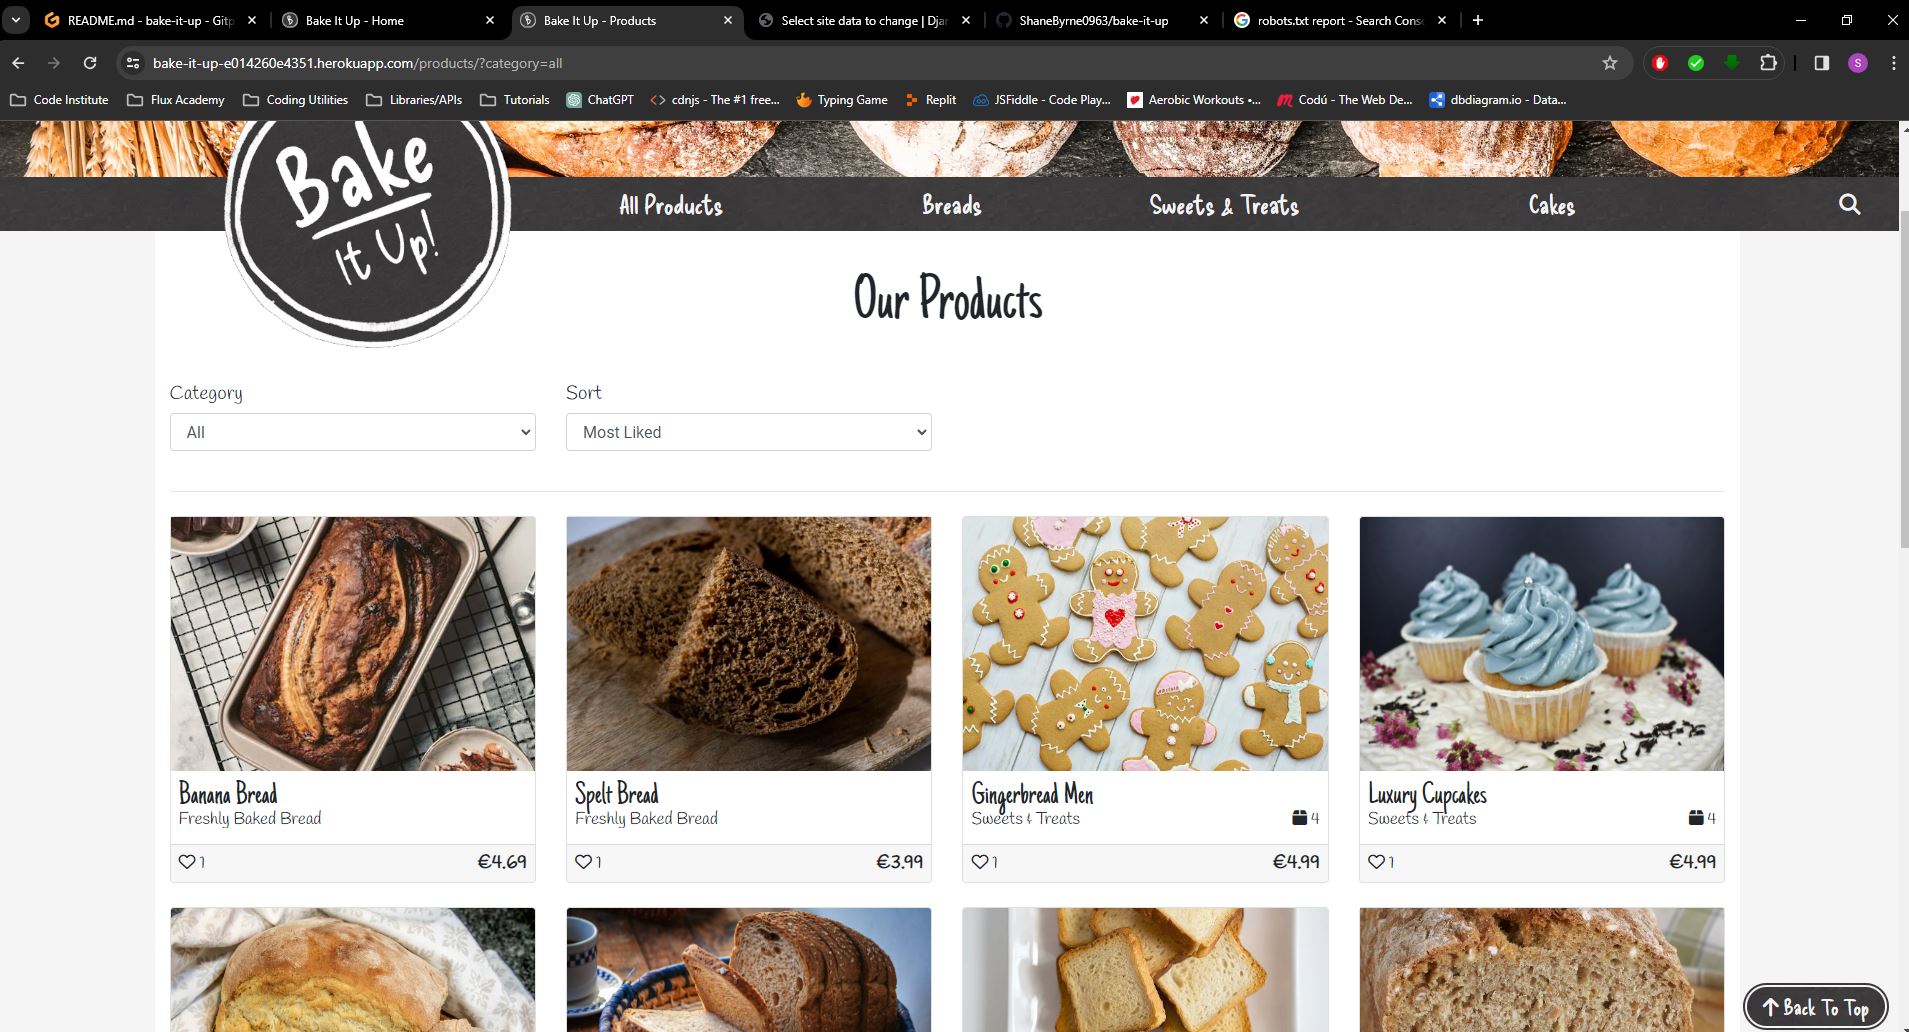 README.md - bake-it-up - Gitp
Bake It Up - Home
Bake It Up - Products
Select site data to change | Djar
ShaneByrne0963/bake-it-up
robots.txt report - Search Consc
bake-it-up-e014260e4351.herokuapp.com/products/?category=all
S
Code Institute
Flux Academy
Coding Utilities
Libraries/APIs
Tutorials
ChatGPT
cdnjs - The #1 free...
Typing Game
Replit
JSFiddle - Code Play...
Aerobic Workouts •...
Codú - The Web De...
dbdiagram.io - Data...
Bake
It Up!
All Products
Breads
Sweets & Treats
Cakes
Our Products
Category
Sort
All
Most Liked
Banana Bread
Freshly Baked Bread
1 €4.69
Spelt Bread
Freshly Baked Bread
1 €3.99
Gingerbread Men
Sweets & Treats 4
1 €4.99
Luxury Cupcakes
Sweets & Treats 4
1 €4.99
Back To Top